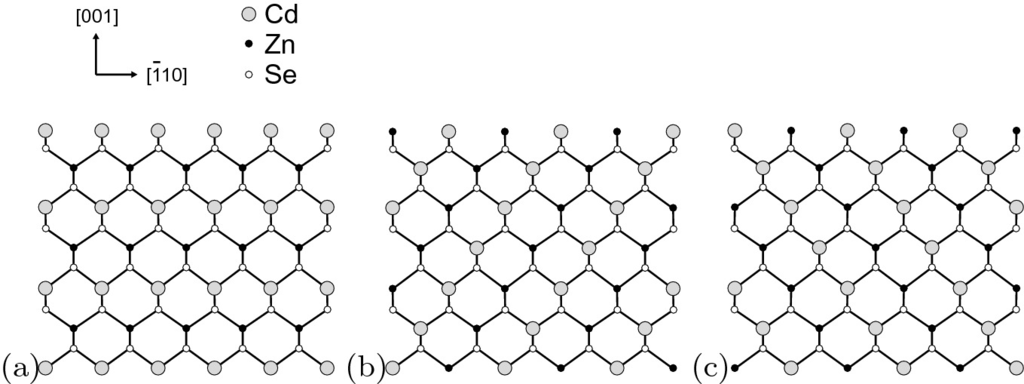 [001]
[1̄10]
Cd
Zn
Se
(a)
(b)
(c)